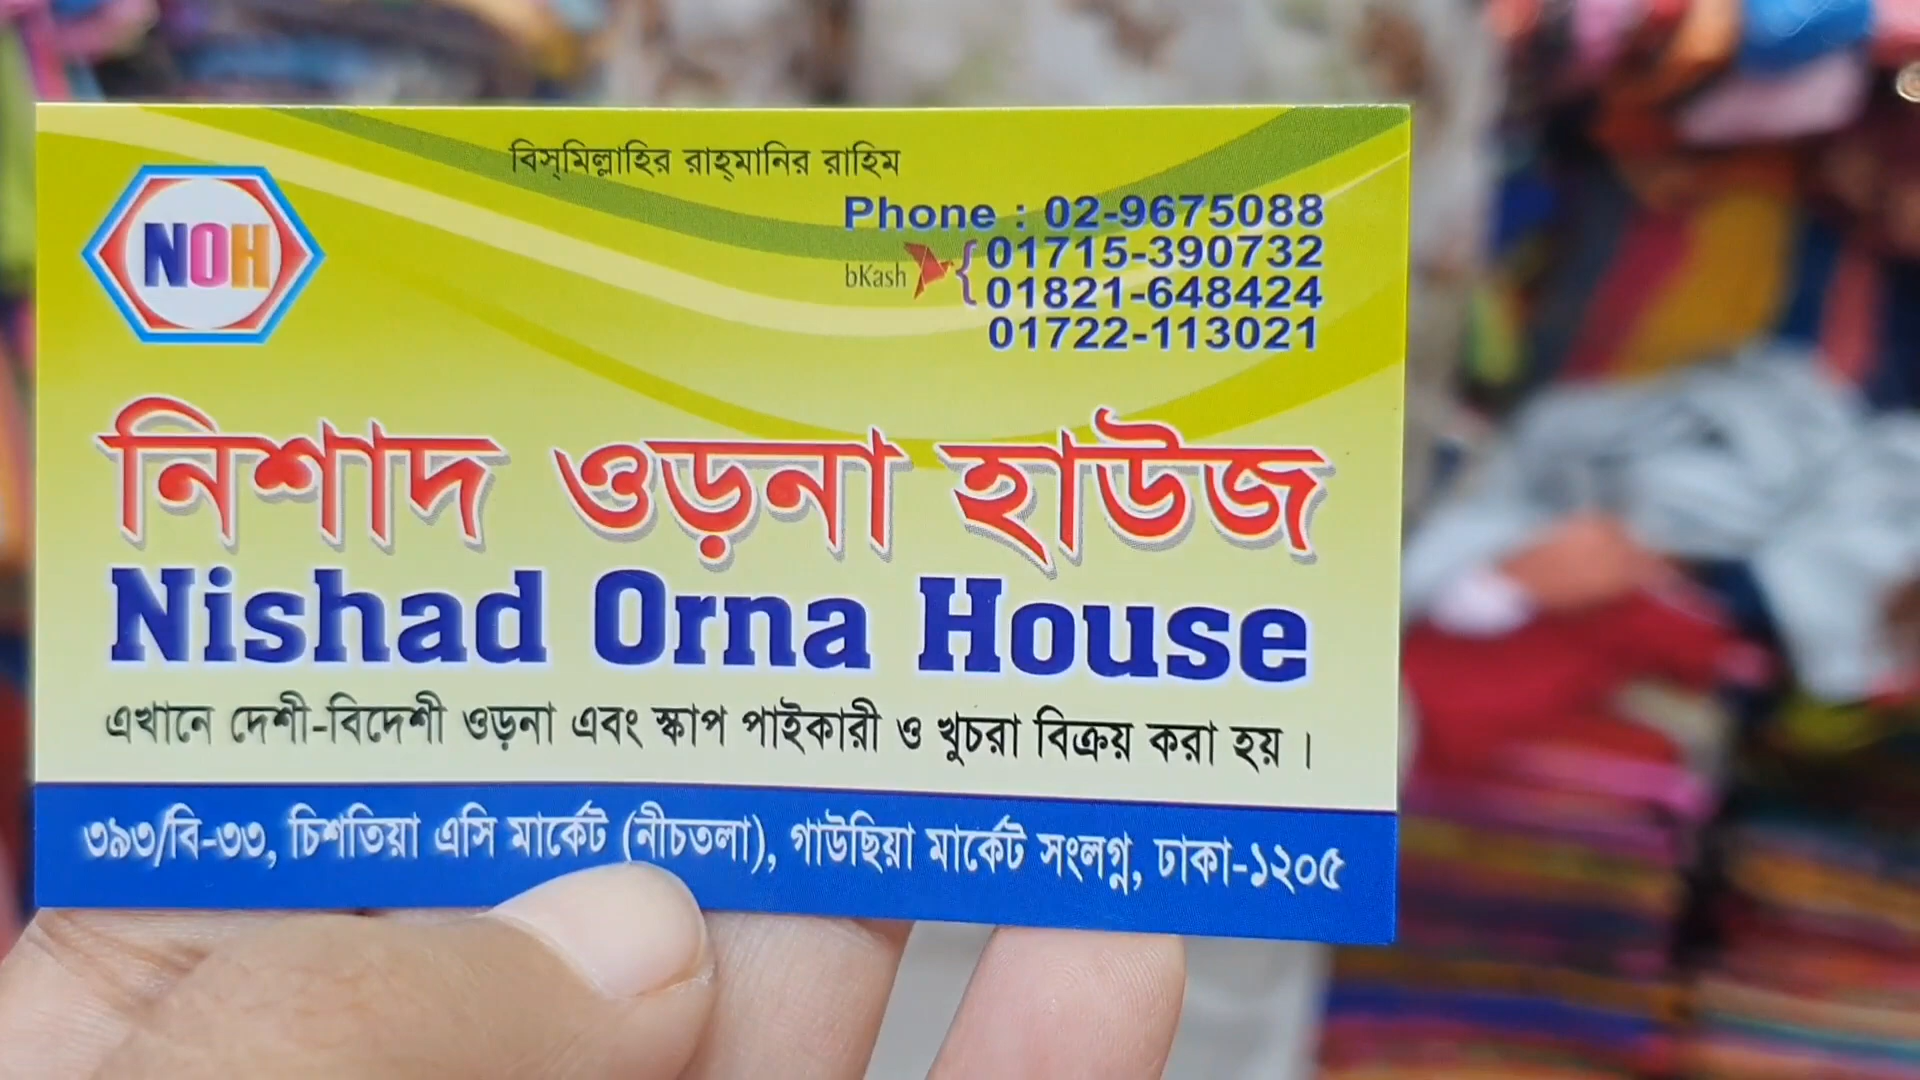 বিস্‌মিল্লাহির রাহ্‌মানির রাহিম
NOH
Phone : 02-9675088
bKash { 01715-390732
01821-648424
01722-113021
নিশাদ ওড়না হাউজ
Nishad Orna House
এখানে দেশী-বিদেশী ওড়না এবং স্কাপ পাইকারী ও খুচরা বিক্রয় করা হয় ।
৩৯৩/বি-৩৩, চিশতিয়া এসি মার্কেট (নীচতলা), গাউছিয়া মার্কেট সংলগ্ন, ঢাকা-১২০৫